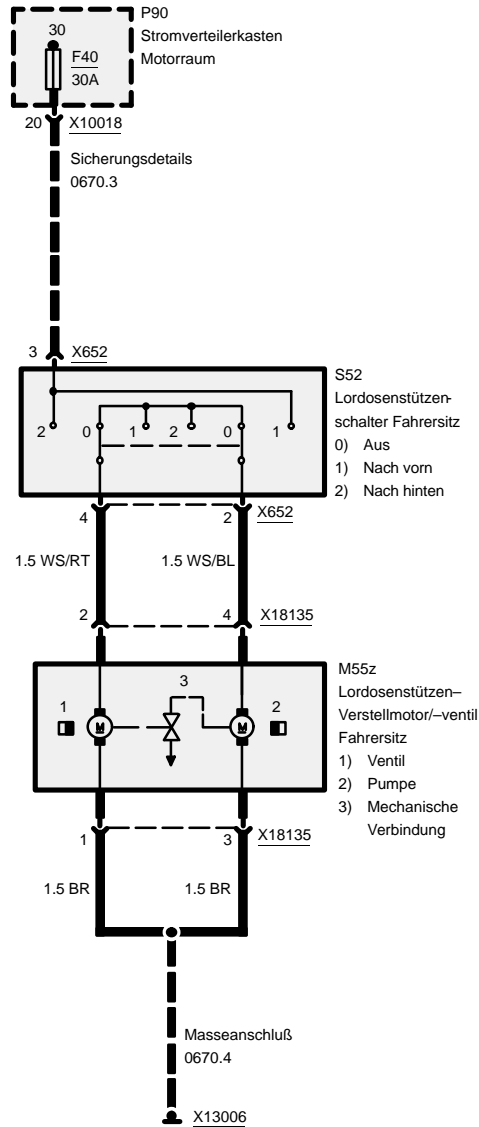 P90
Stromverteilerkasten
Motorraum
30
F40
30A
20 X10018
Sicherungsdetails
0670.3
3 X652
S52
Lordosenstützen-
schalter Fahrersitz
0) Aus
1) Nach vorn
2) Nach hinten
2 0 1 2 0 1
4 2 X652
1.5 WS/RT 1.5 WS/BL
2 4 X18135
M55z
Lordosenstützen–
Verstellmotor/–ventil
Fahrersitz
1) Ventil
2) Pumpe
3) Mechanische
Verbindung
1 3 2
M M
1 3 X18135
1.5 BR 1.5 BR
Masseanschluß
0670.4
X13006